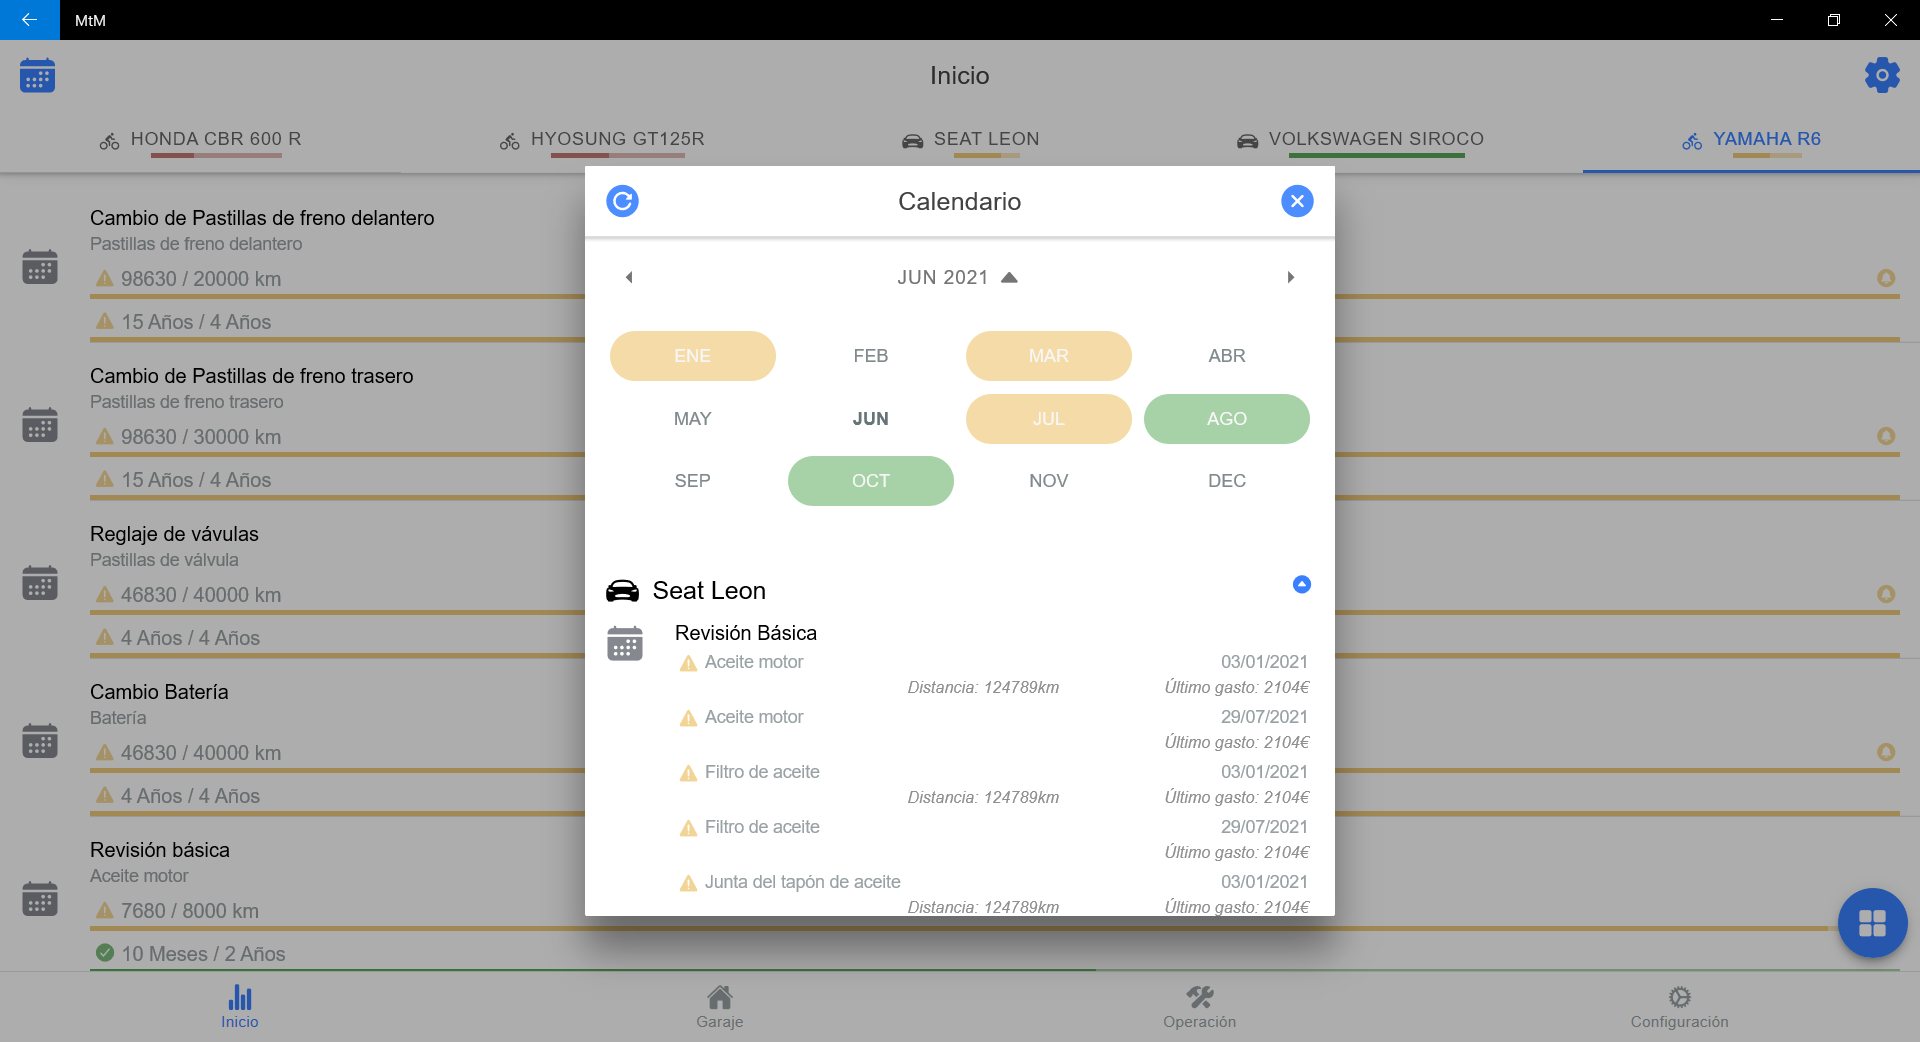 MtM
Inicio
HONDA CBR 600 R
HYOSUNG GT125R
SEAT LEON
VOLKSWAGEN SIROCO
YAMAHA R6
Cambio de Pastillas de freno delantero
Pastillas de freno delantero
98630 / 20000 km
15 Años / 4 Años
Cambio de Pastillas de freno trasero
Pastillas de freno trasero
98630 / 30000 km
15 Años / 4 Años
Reglaje de vávulas
Pastillas de válvula
46830 / 40000 km
4 Años / 4 Años
Cambio Batería
Batería
46830 / 40000 km
4 Años / 4 Años
Revisión básica
Aceite motor
7680 / 8000 km
10 Meses / 2 Años
Calendario
JUN 2021
ENE FEB MAR ABR
MAY JUN JUL AGO
SEP OCT NOV DEC
Seat Leon
Revisión Básica
Aceite motor 03/01/2021
Distancia: 124789km Último gasto: 2104€
Aceite motor 29/07/2021
Último gasto: 2104€
Filtro de aceite 03/01/2021
Distancia: 124789km Último gasto: 2104€
Filtro de aceite 29/07/2021
Último gasto: 2104€
Junta del tapón de aceite 03/01/2021
Distancia: 124789km Último gasto: 2104€
Inicio
Garaje
Operación
Configuración